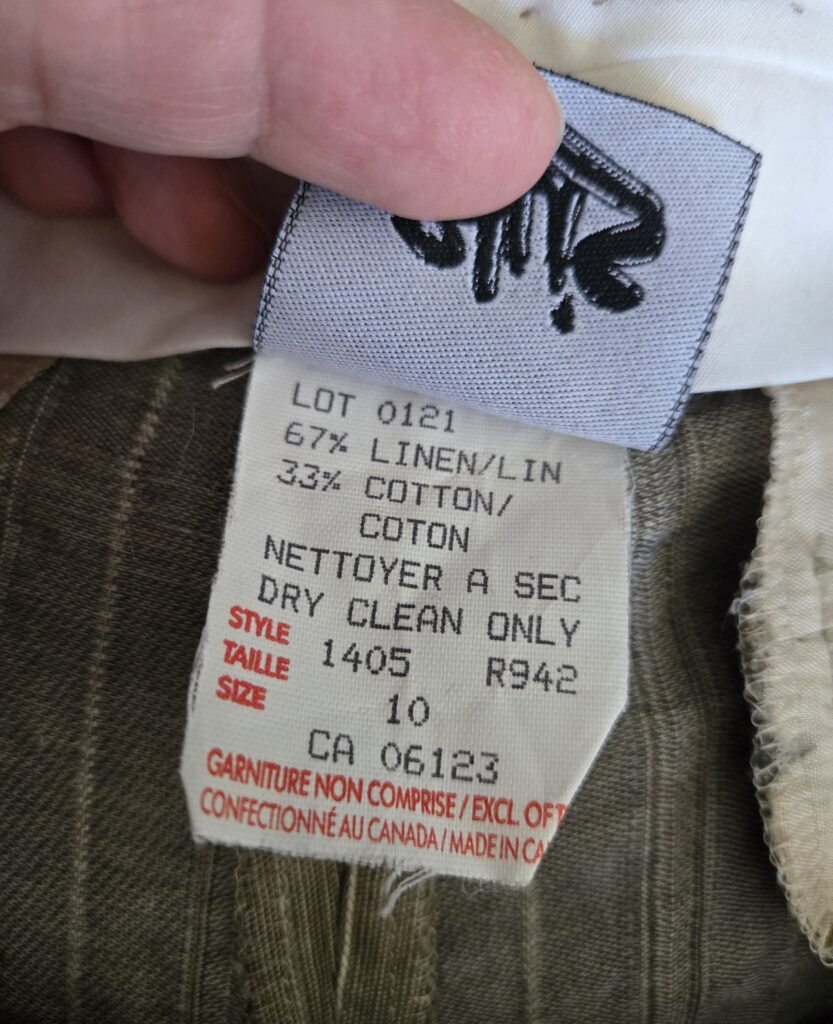 LOT 0121
67% LINEN/LIN
33% COTTON/
COTON
NETTOYER A SEC
DRY CLEAN ONLY
STYLE 1405 R942
TAILLE
SIZE 10
CA 06123
GARNITURE NON COMPRISE / EXCL. OF
CONFECTIONNÉ AU CANADA / MADE IN